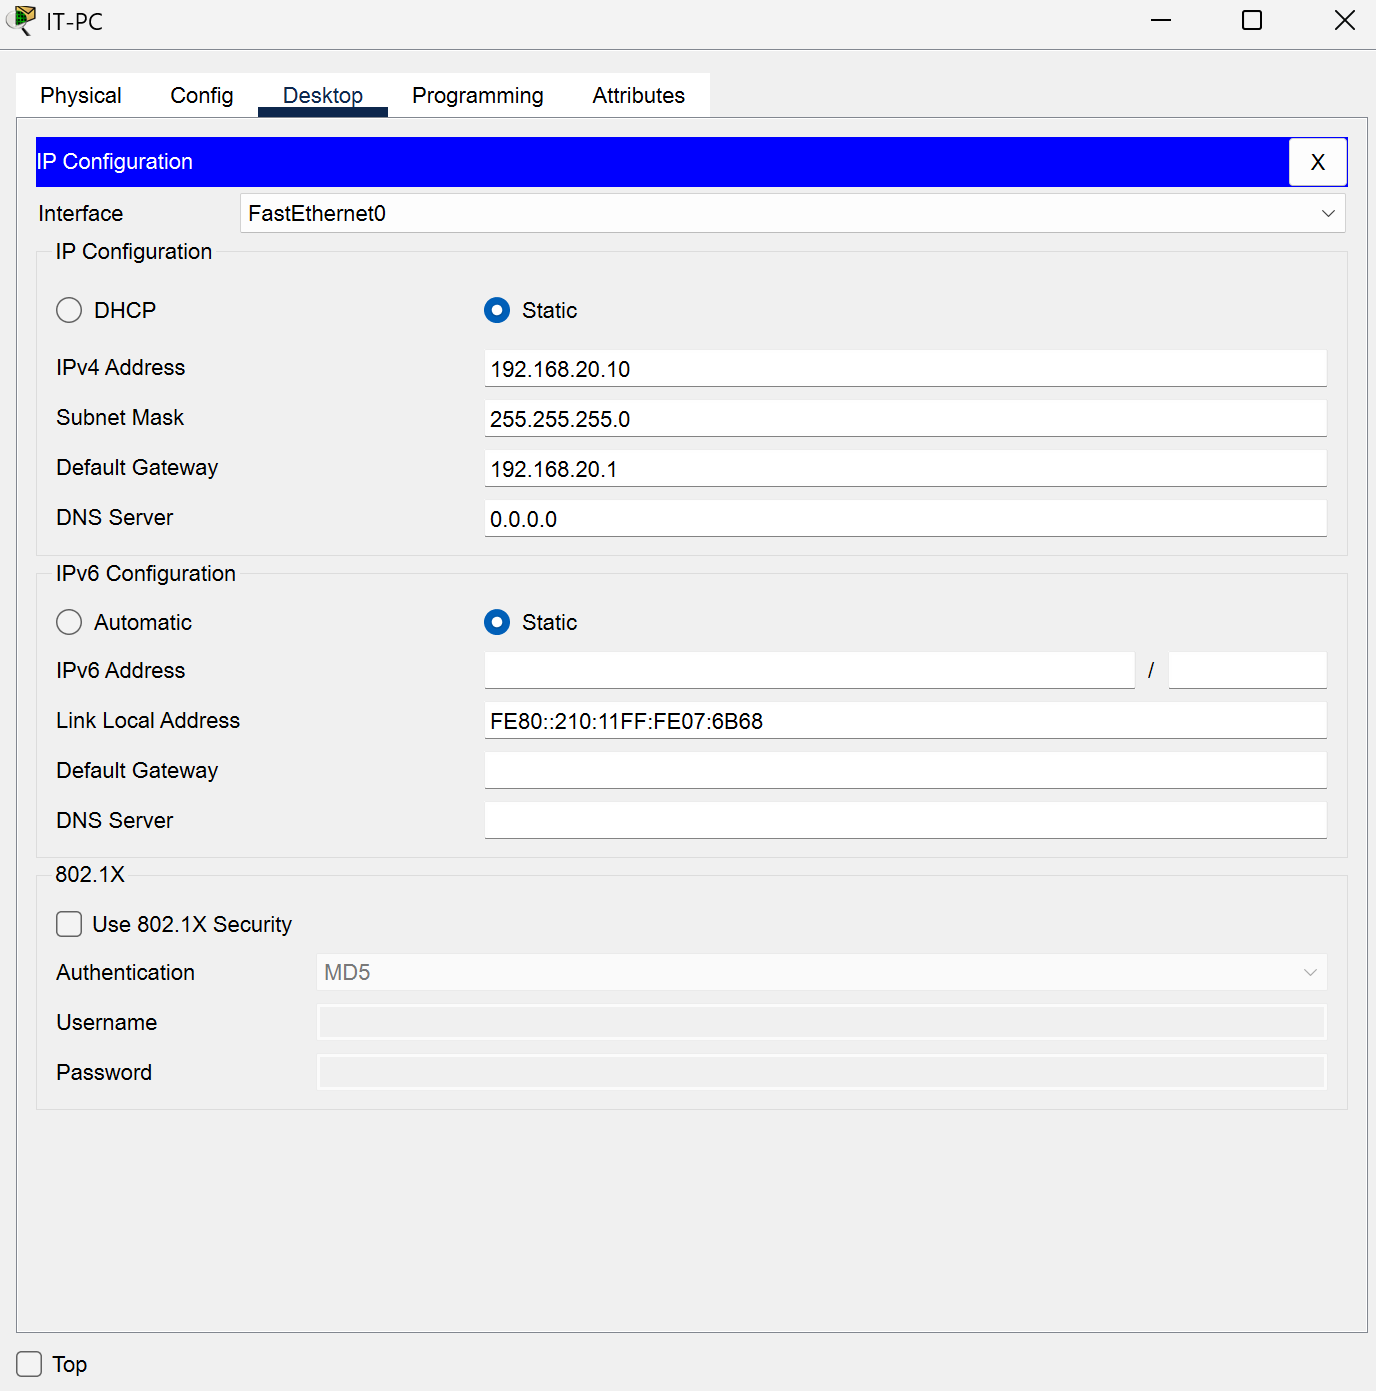 IT-PC
Physical Config Desktop Programming Attributes
IP Configuration X
Interface FastEthernet0
IP Configuration
DHCP Static
IPv4 Address 192.168.20.10
Subnet Mask 255.255.255.0
Default Gateway 192.168.20.1
DNS Server 0.0.0.0
IPv6 Configuration
Automatic Static
IPv6 Address /
Link Local Address FE80::210:11FF:FE07:6B68
Default Gateway
DNS Server
802.1X
Use 802.1X Security
Authentication MD5
Username
Password
Top